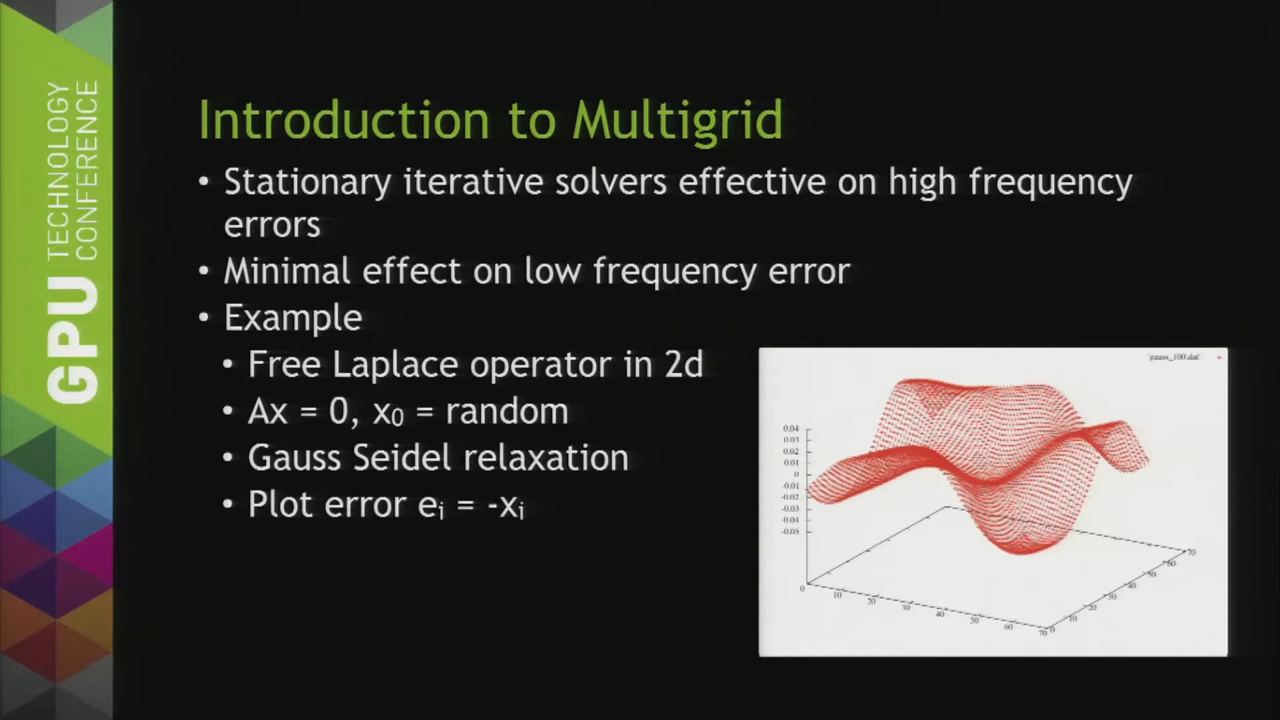 GPU TECHNOLOGY
CONFERENCE
Introduction to Multigrid
• Stationary iterative solvers effective on high frequency
errors
• Minimal effect on low frequency error
• Example
• Free Laplace operator in 2d
• Ax = 0, x₀ = random
• Gauss Seidel relaxation
• Plot error eᵢ = -xᵢ
'gauss_100.dat'
0.04
0.03
0.02
0.01
0
-0.01
-0.02
-0.03
-0.04
-0.05
0
10
20
30
40
50
60
70
0
10
20
30
40
50
60
70